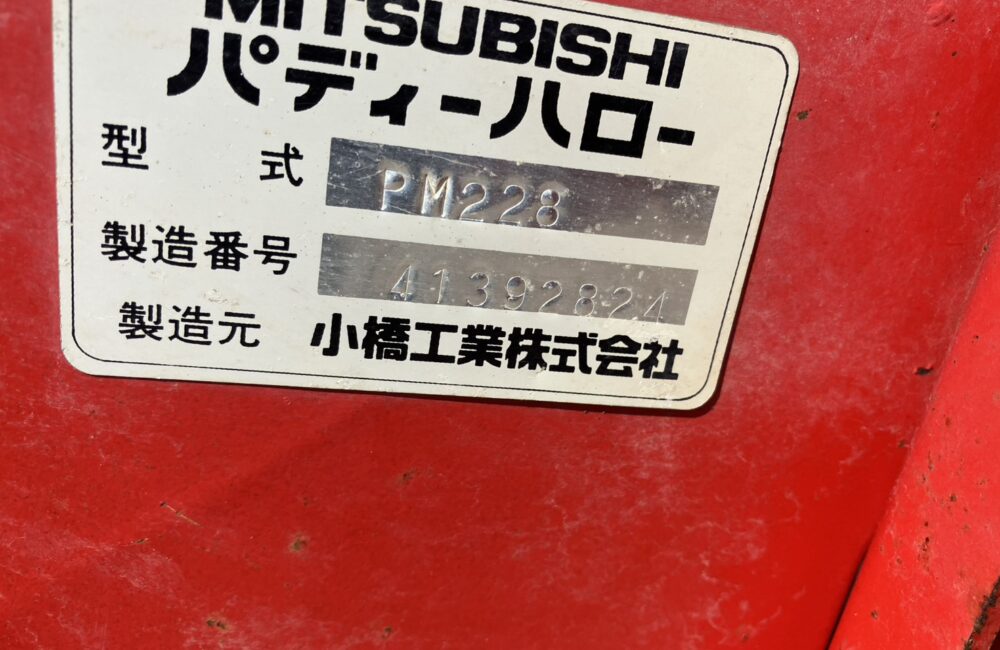 MITSUBISHI
パディーハロー
型式 PM228
製造番号 41392824
製造元 小橋工業株式会社